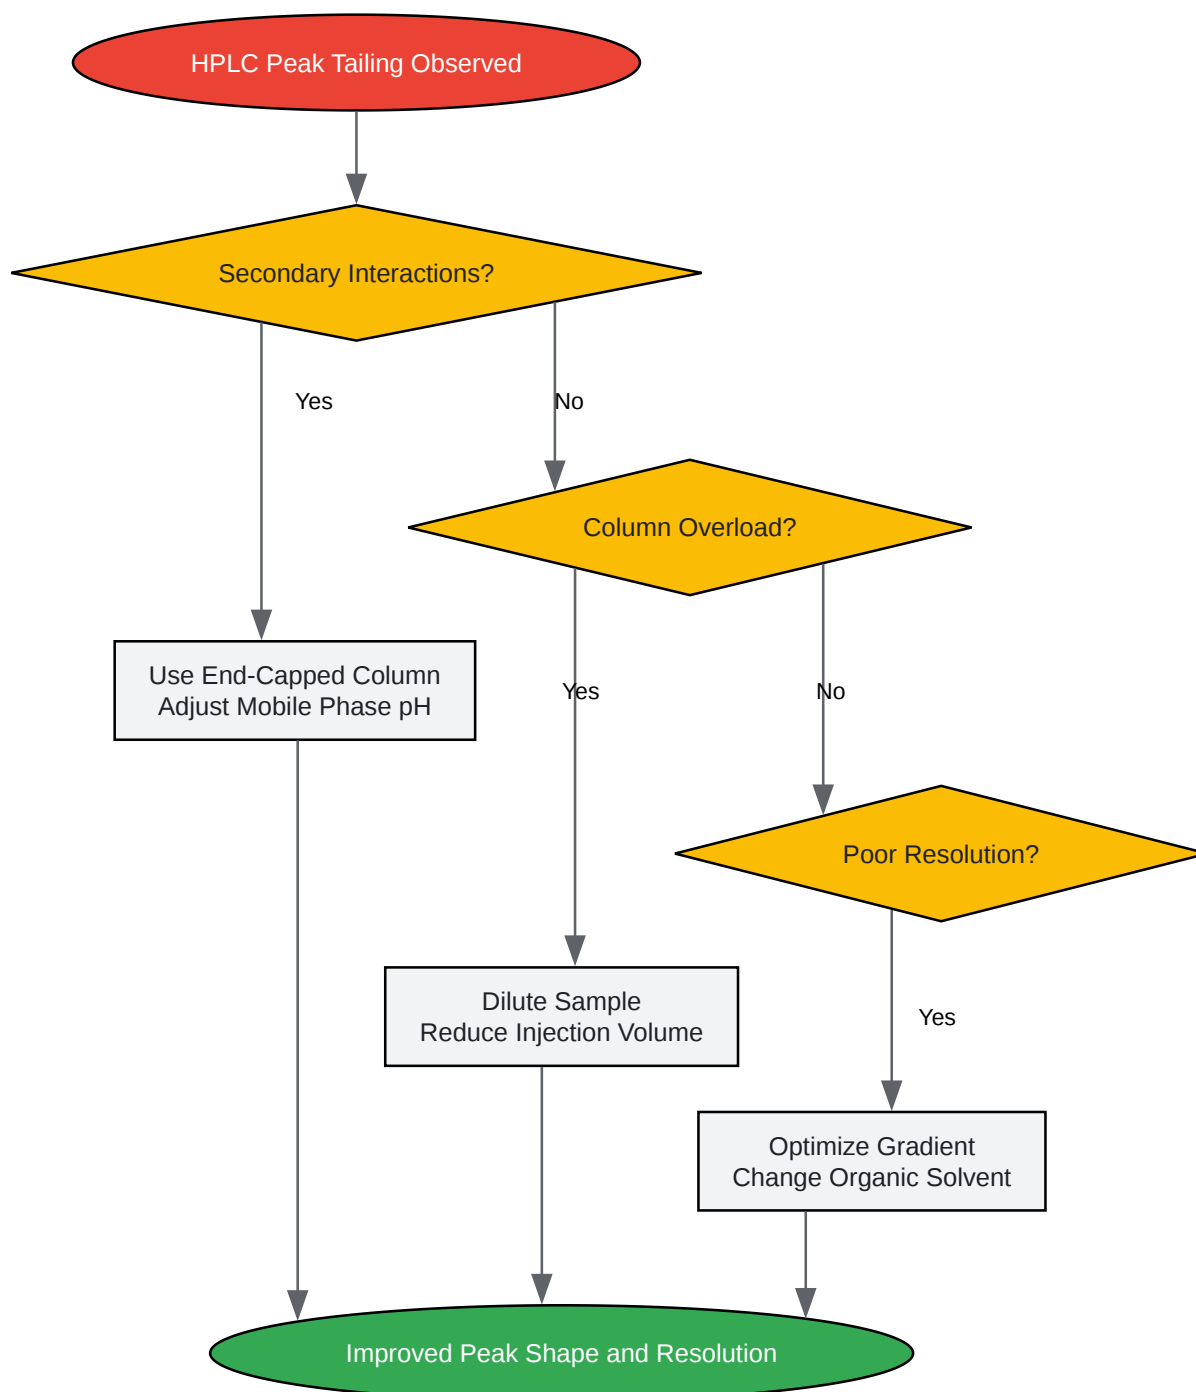 HPLC Peak Tailing Observed
Secondary Interactions?
Yes
No
Column Overload?
Use End-Capped Column
Adjust Mobile Phase pH
Yes
No
Poor Resolution?
Dilute Sample
Reduce Injection Volume
Yes
Optimize Gradient
Change Organic Solvent
Improved Peak Shape and Resolution